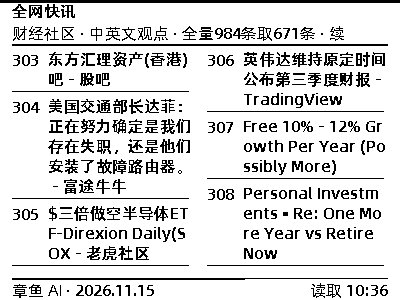 全网快讯
财经社区 · 中英文观点 · 全量984条取671条 · 续
303 东方汇理资产(香港)
吧 - 股吧
304 美国交通部长达菲：
正在努力确定是我们
存在失职，还是他们
安装了故障路由器。
- 富途牛牛
305 $三倍做空半导体ET
F-Direxion Daily(S
OX - 老虎社区
306 英伟达维持原定时间
公布第三季度财报 -
TradingView
307 Free 10% - 12% Gr
owth Per Year (Po
ssibly More)
308 Personal Investm
ents • Re: One Mo
re Year vs Retire
Now
章鱼 AI · 2026.11.15
读取 10:36